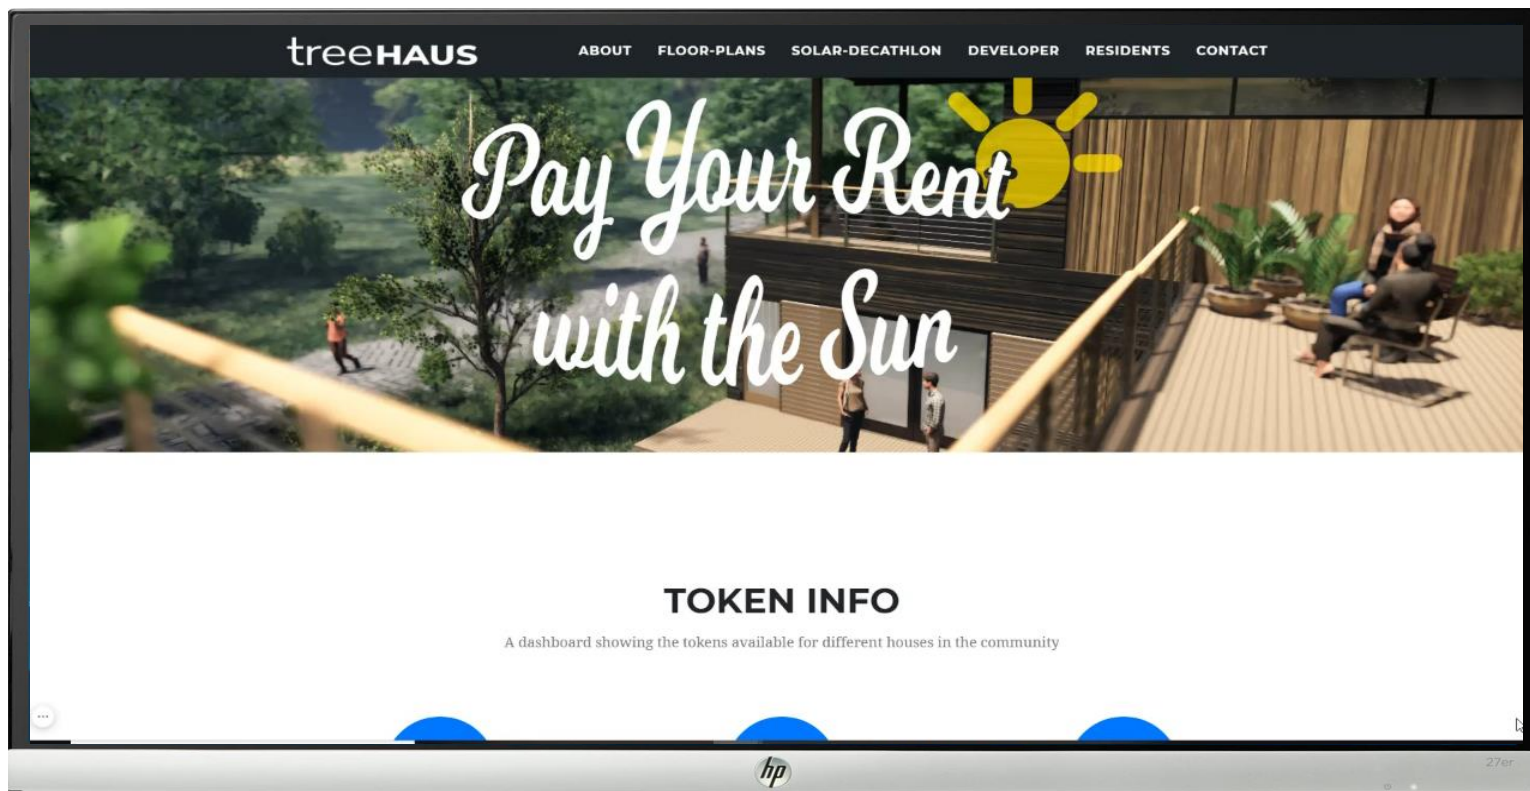 treeHAUS
ABOUT FLOOR-PLANS SOLAR-DECATHLON DEVELOPER RESIDENTS CONTACT
Pay Your Rent
with the Sun
TOKEN INFO
A dashboard showing the tokens available for different houses in the community
...
hp
27er